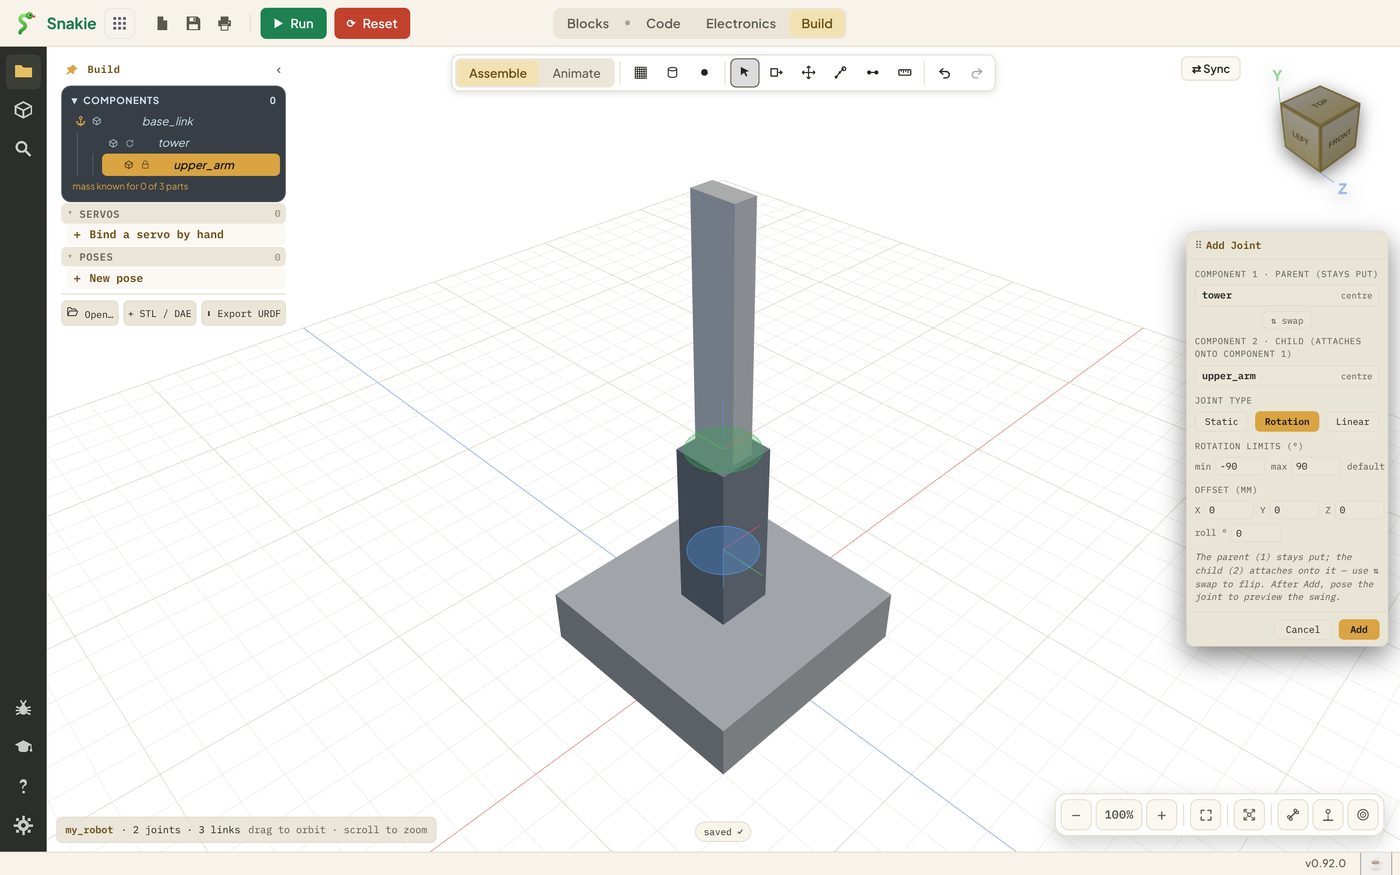 Snakie
Run
Reset
Blocks
Code
Electronics
Build
Build
COMPONENTS 0
base_link
tower
upper_arm
mass known for 0 of 3 parts
SERVOS 0
+ Bind a servo by hand
POSES 0
+ New pose
Open…
+ STL / DAE
Export URDF
Assemble
Animate
Sync
Y
TOP
LEFT
FRONT
Z
Add Joint
COMPONENT 1 · PARENT (STAYS PUT)
tower centre
⇅ swap
COMPONENT 2 · CHILD (ATTACHES
ONTO COMPONENT 1)
upper_arm centre
JOINT TYPE
Static Rotation Linear
ROTATION LIMITS (°)
min -90 max 90 default
OFFSET (MM)
X 0 Y 0 Z 0
roll ° 0
The parent (1) stays put; the
child (2) attaches onto it — use ⇅
swap to flip. After Add, pose the
joint to preview the swing.
Cancel Add
my_robot · 2 joints · 3 links drag to orbit · scroll to zoom
saved ✓
− 100% +
?
v0.92.0